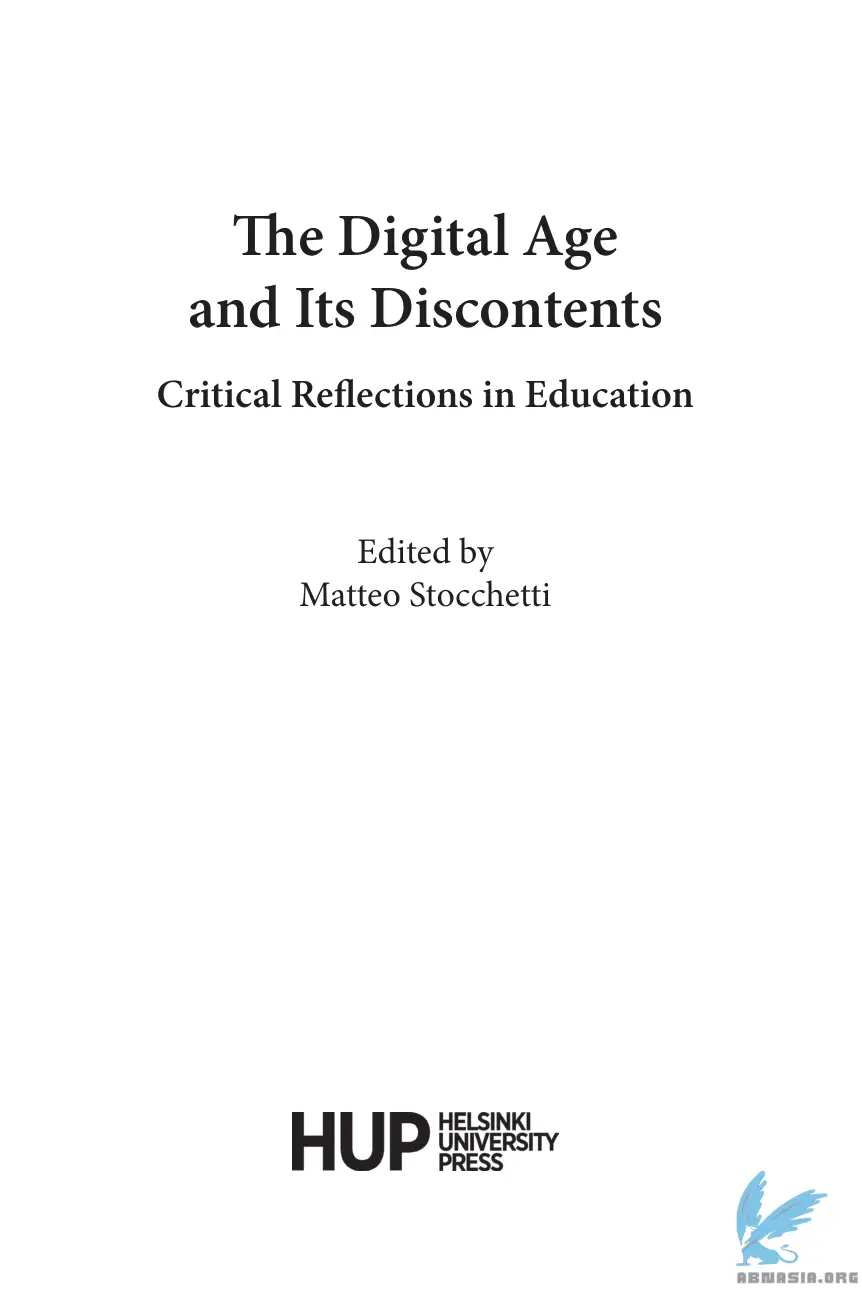 The Digital Age
and Its Discontents
Critical Reflections in Education
Edited by
Matteo Stocchetti
HUP
HELSINKI
UNIVERSITY
PRESS
ABNASIA.ORG